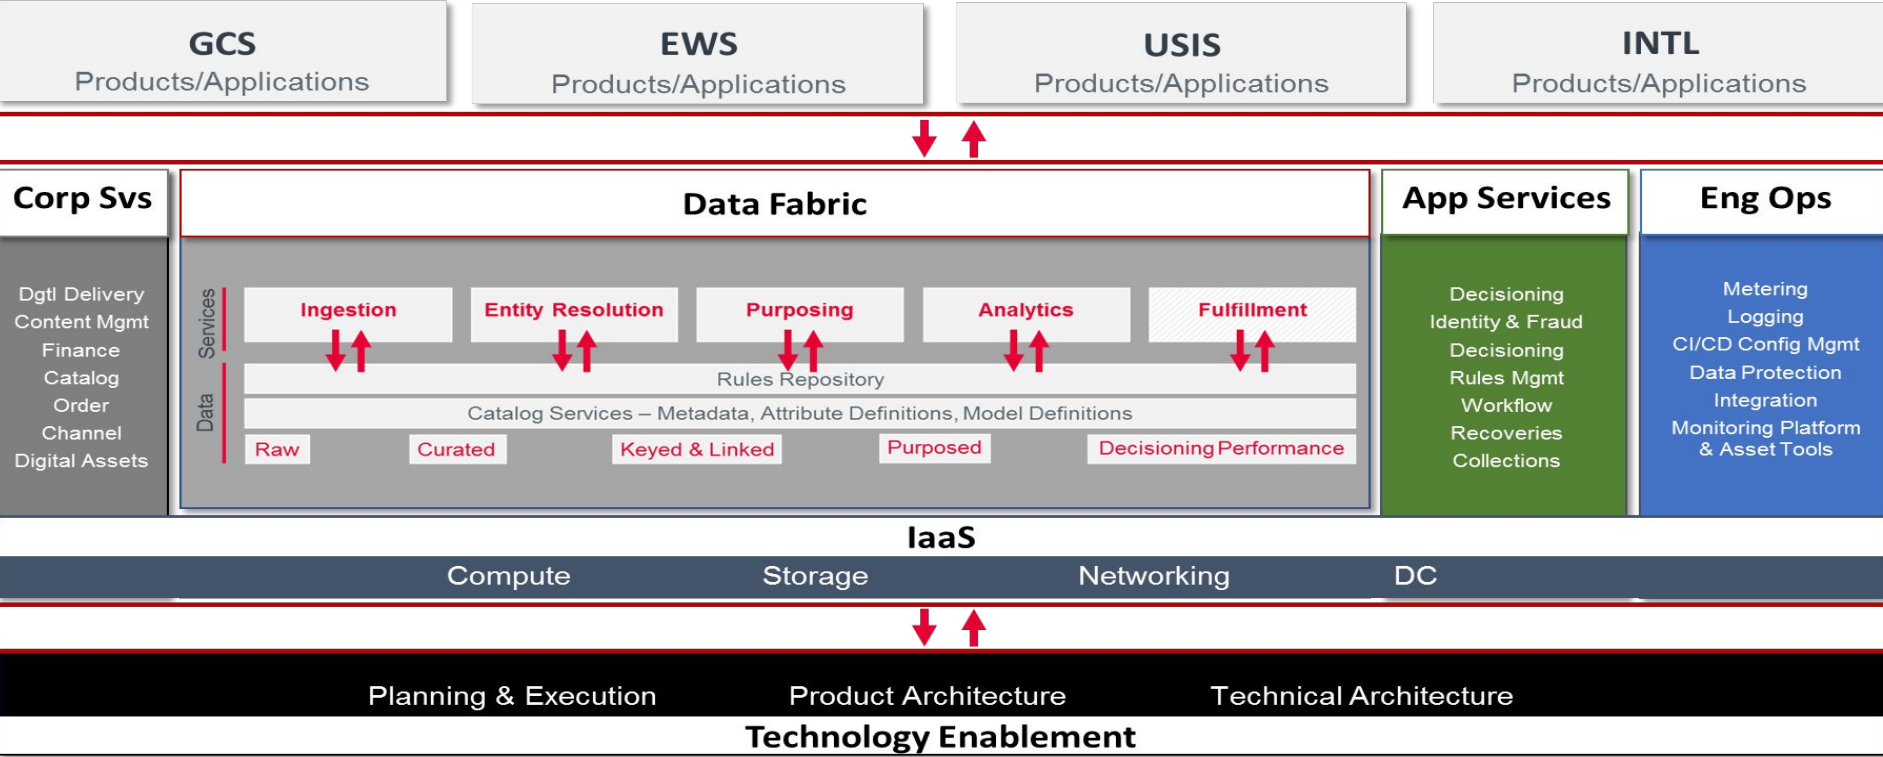 GCS
Products/Applications
EWS
Products/Applications
USIS
Products/Applications
INTL
Products/Applications
Corp Svs
Dgtl Delivery
Content Mgmt
Finance
Catalog
Order
Channel
Digital Assets
Data Fabric
Services
Ingestion
Entity Resolution
Purposing
Analytics
Fulfillment
Data
Rules Repository
Catalog Services – Metadata, Attribute Definitions, Model Definitions
Raw
Curated
Keyed & Linked
Purposed
Decisioning Performance
App Services
Decisioning
Identity & Fraud
Decisioning
Rules Mgmt
Workflow
Recoveries
Collections
Eng Ops
Metering
Logging
CI/CD Config Mgmt
Data Protection
Integration
Monitoring Platform
& Asset Tools
IaaS
Compute
Storage
Networking
DC
Planning & Execution
Product Architecture
Technical Architecture
Technology Enablement